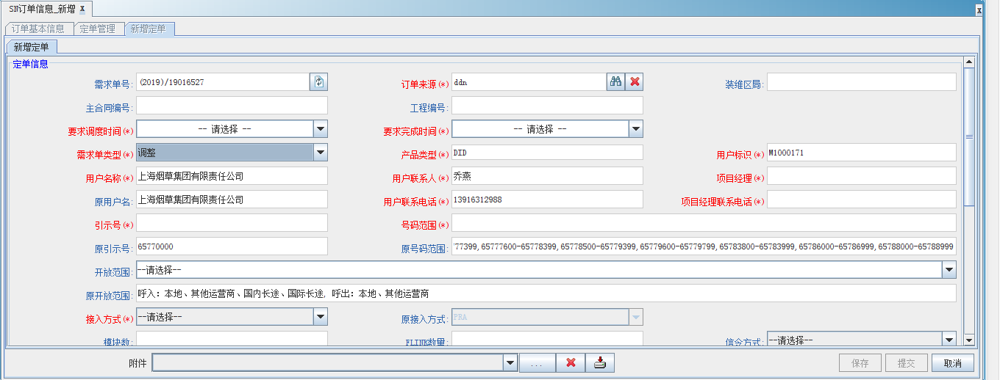 SII订单信息_新增 X
订单基本信息 定单管理 新增定单
新增定单
定单信息
需求单号: (2019)/19016527 订单来源(*) ddn 装维区局:
主合同编号: 工程编号:
要求调度时间(*) -- 请选择 -- 要求完成时间(*) -- 请选择 --
需求单类型(*) 调整 产品类型(*) DID 用户标识(*) M1000171
用户名称(*) 上海烟草集团有限责任公司 用户联系人(*) 乔燕 项目经理(*)
原用户名: 上海烟草集团有限责任公司 用户联系电话(*) 13916312988 项目经理联系电话(*)
引示号(*) 号码范围(*)
原引示号: 65770000 原号码范围: 77399,65777600-65778399,65778500-65779399,65779600-65779799,65783800-65783999,65786000-65786999,65788000-65788999
开放范围: --请选择--
原开放范围: 呼入: 本地、其他运营商、国内长途、国际长途, 呼出: 本地、其他运营商
接入方式(*) --请选择-- 原接入方式: PRA
模块数: FLINK数量: 信令方式: --请选择--
附件 ... 保存 提交 取消